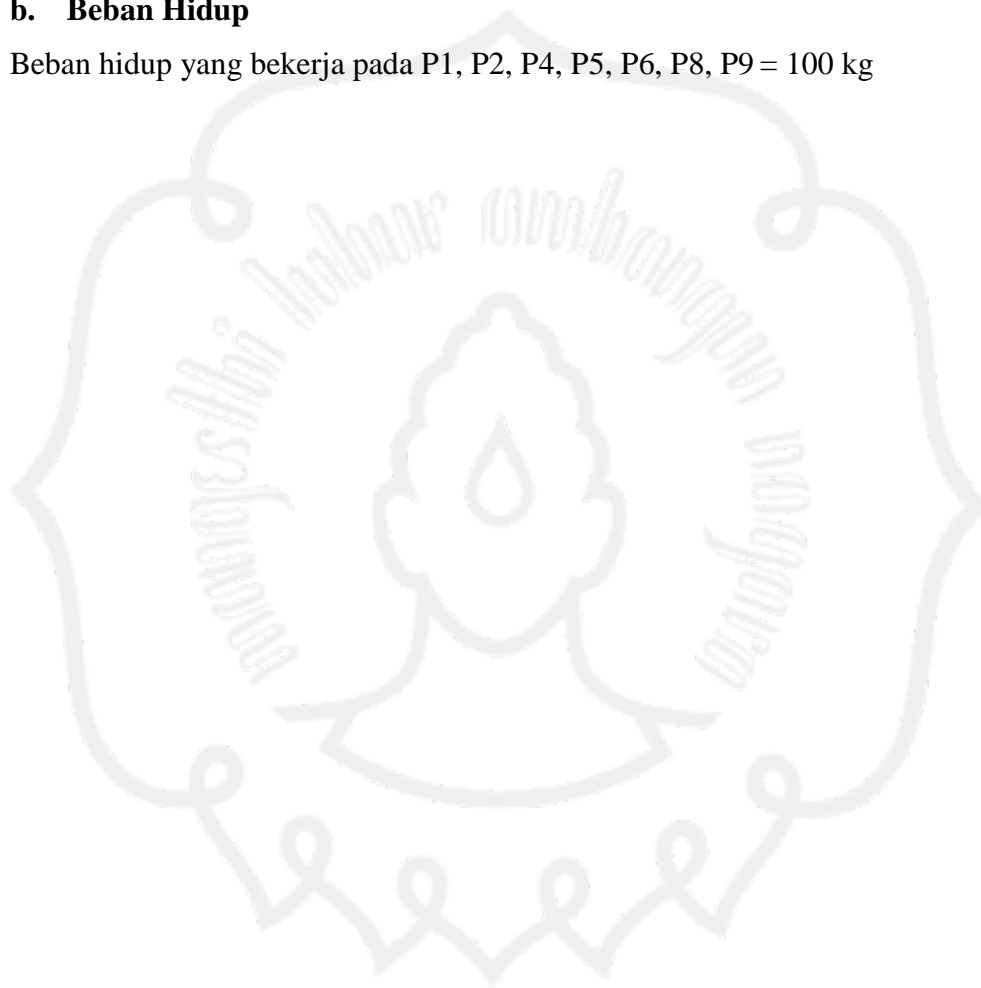 b. Beban Hidup
Beban hidup yang bekerja pada P1, P2, P4, P5, P6, P8, P9 = 100 kg